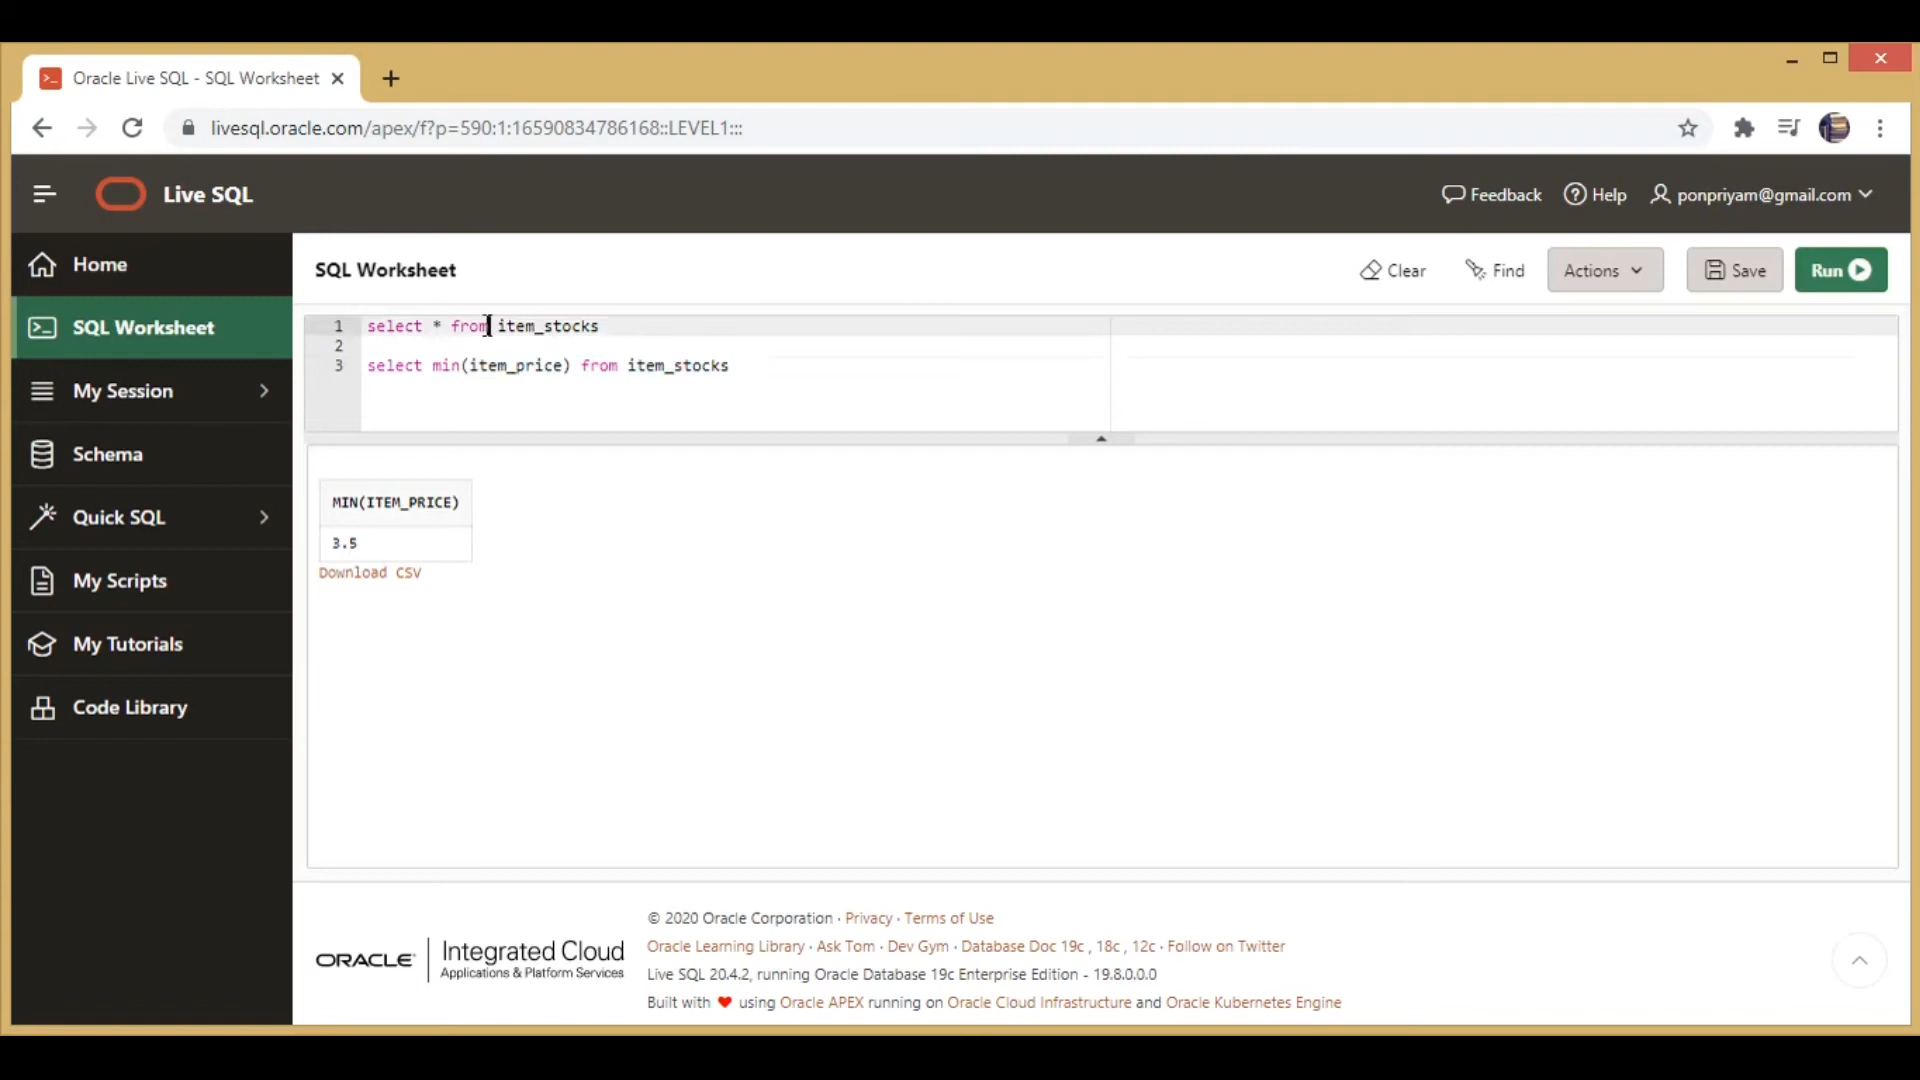 Oracle Live SQL - SQL Worksheet
livesql.oracle.com/apex/f?p=590:1:16590834786168::LEVEL1:::
Live SQL
Feedback
Help
ponpriyam@gmail.com
Home
SQL Worksheet
My Session
Schema
Quick SQL
My Scripts
My Tutorials
Code Library
SQL Worksheet
Clear
Find
Actions
Save
Run
1 select * from item_stocks
2
3 select min(item_price) from item_stocks
MIN(ITEM_PRICE)
3.5
Download CSV
ORACLE
Integrated Cloud
Applications & Platform Services
© 2020 Oracle Corporation · Privacy · Terms of Use
Oracle Learning Library · Ask Tom · Dev Gym · Database Doc 19c , 18c , 12c · Follow on Twitter
Live SQL 20.4.2, running Oracle Database 19c Enterprise Edition - 19.8.0.0.0
Built with ❤ using Oracle APEX running on Oracle Cloud Infrastructure and Oracle Kubernetes Engine